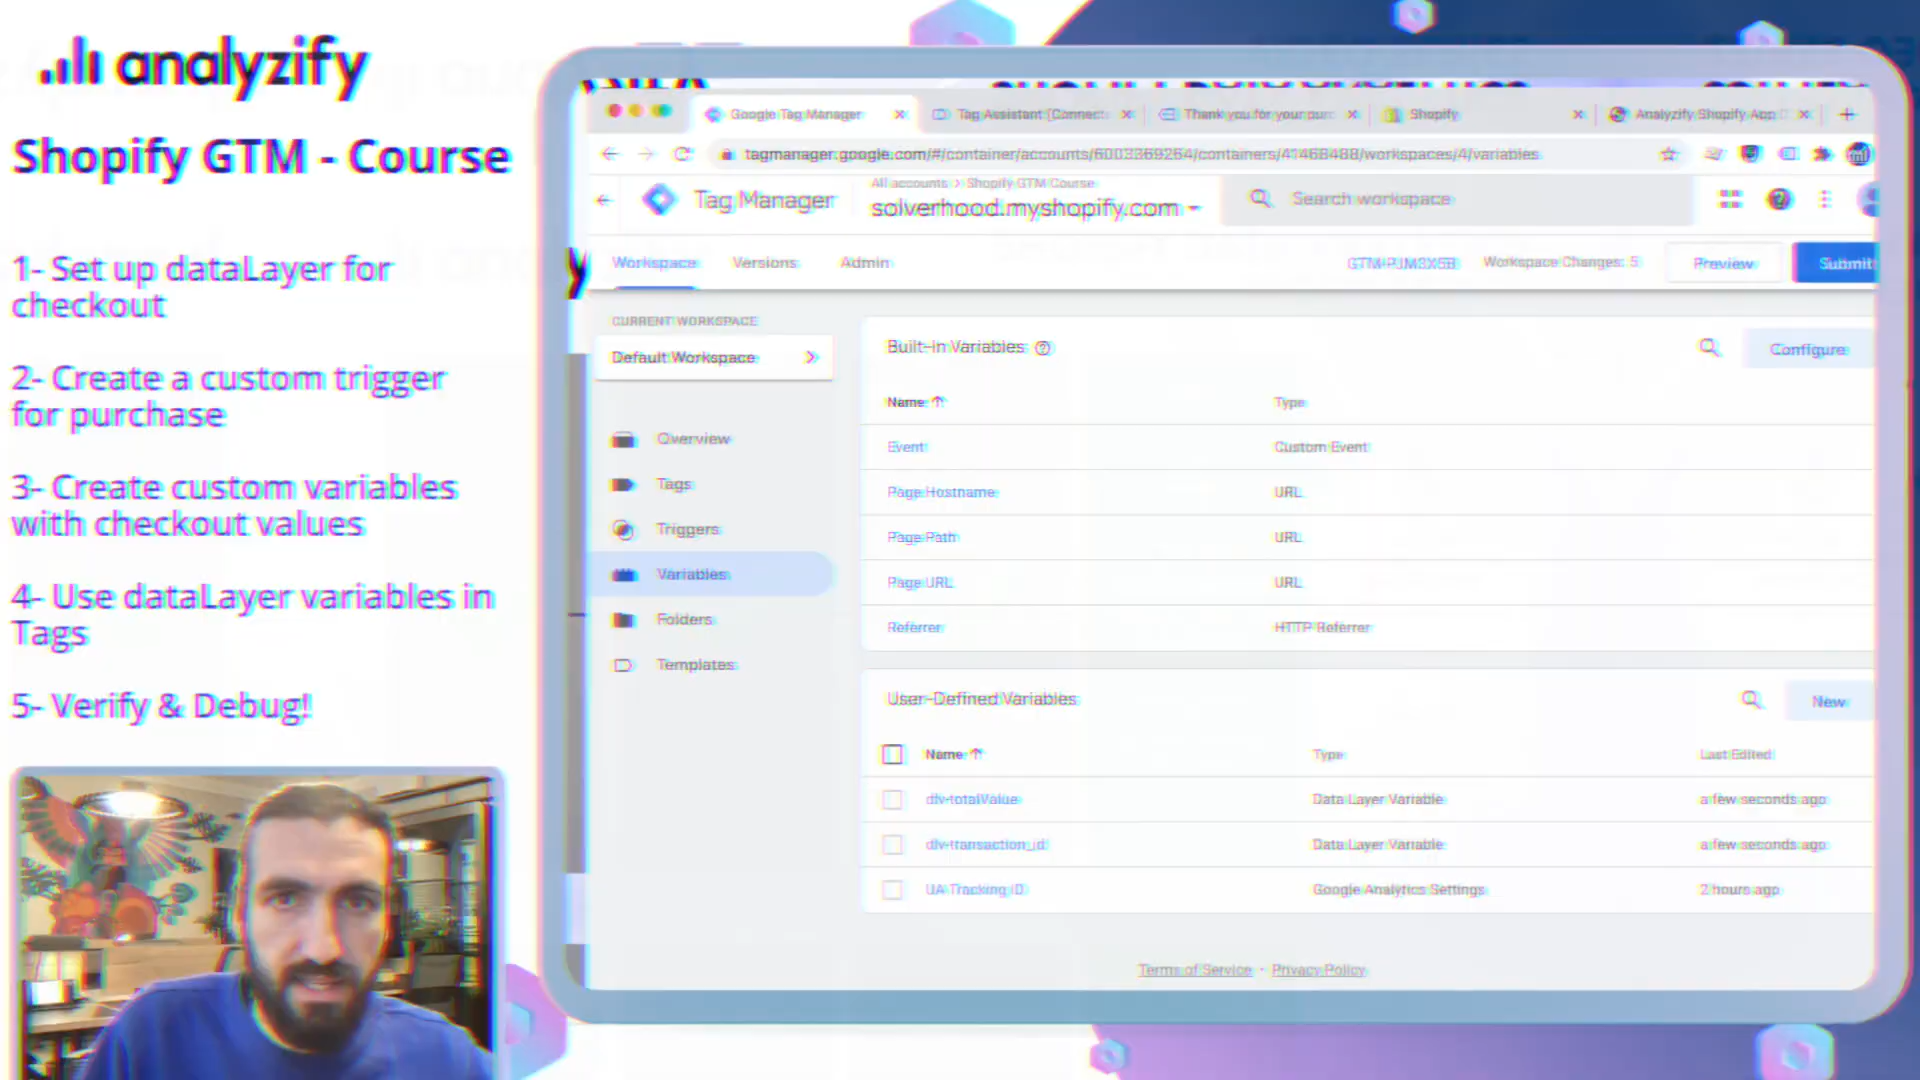 analyzify
Shopify GTM - Course
1- Set up dataLayer for
checkout
2- Create a custom trigger
for purchase
3- Create custom variables
with checkout values
4- Use dataLayer variables in
Tags
5- Verify & Debug!
Google Tag Manager
Tag Assistant [Connect
Thank you for your purc
Shopify
Analyzify Shopify App
tagmanager.google.com/#/container/accounts/6003369264/containers/41468488/workspaces/4/variables
Tag Manager
All accounts > Shopify GTM Course
solverhood.myshopify.com
Search workspace
Workspace
Versions
Admin
Workspace Changes: 5
Preview
Submit
CURRENT WORKSPACE
Default Workspace
Overview
Tags
Triggers
Variables
Folders
Templates
Built-In Variables
Configure
Name
Type
Event
Custom Event
Page Hostname
URL
Page Path
URL
Page URL
URL
Referrer
HTTP Referrer
User-Defined Variables
New
Name
Type
Last Edited
dlv-totalValue
Data Layer Variable
a few seconds ago
dlv-transaction_id
Data Layer Variable
a few seconds ago
UA Tracking ID
Google Analytics Settings
2 hours ago
Terms of Service · Privacy Policy